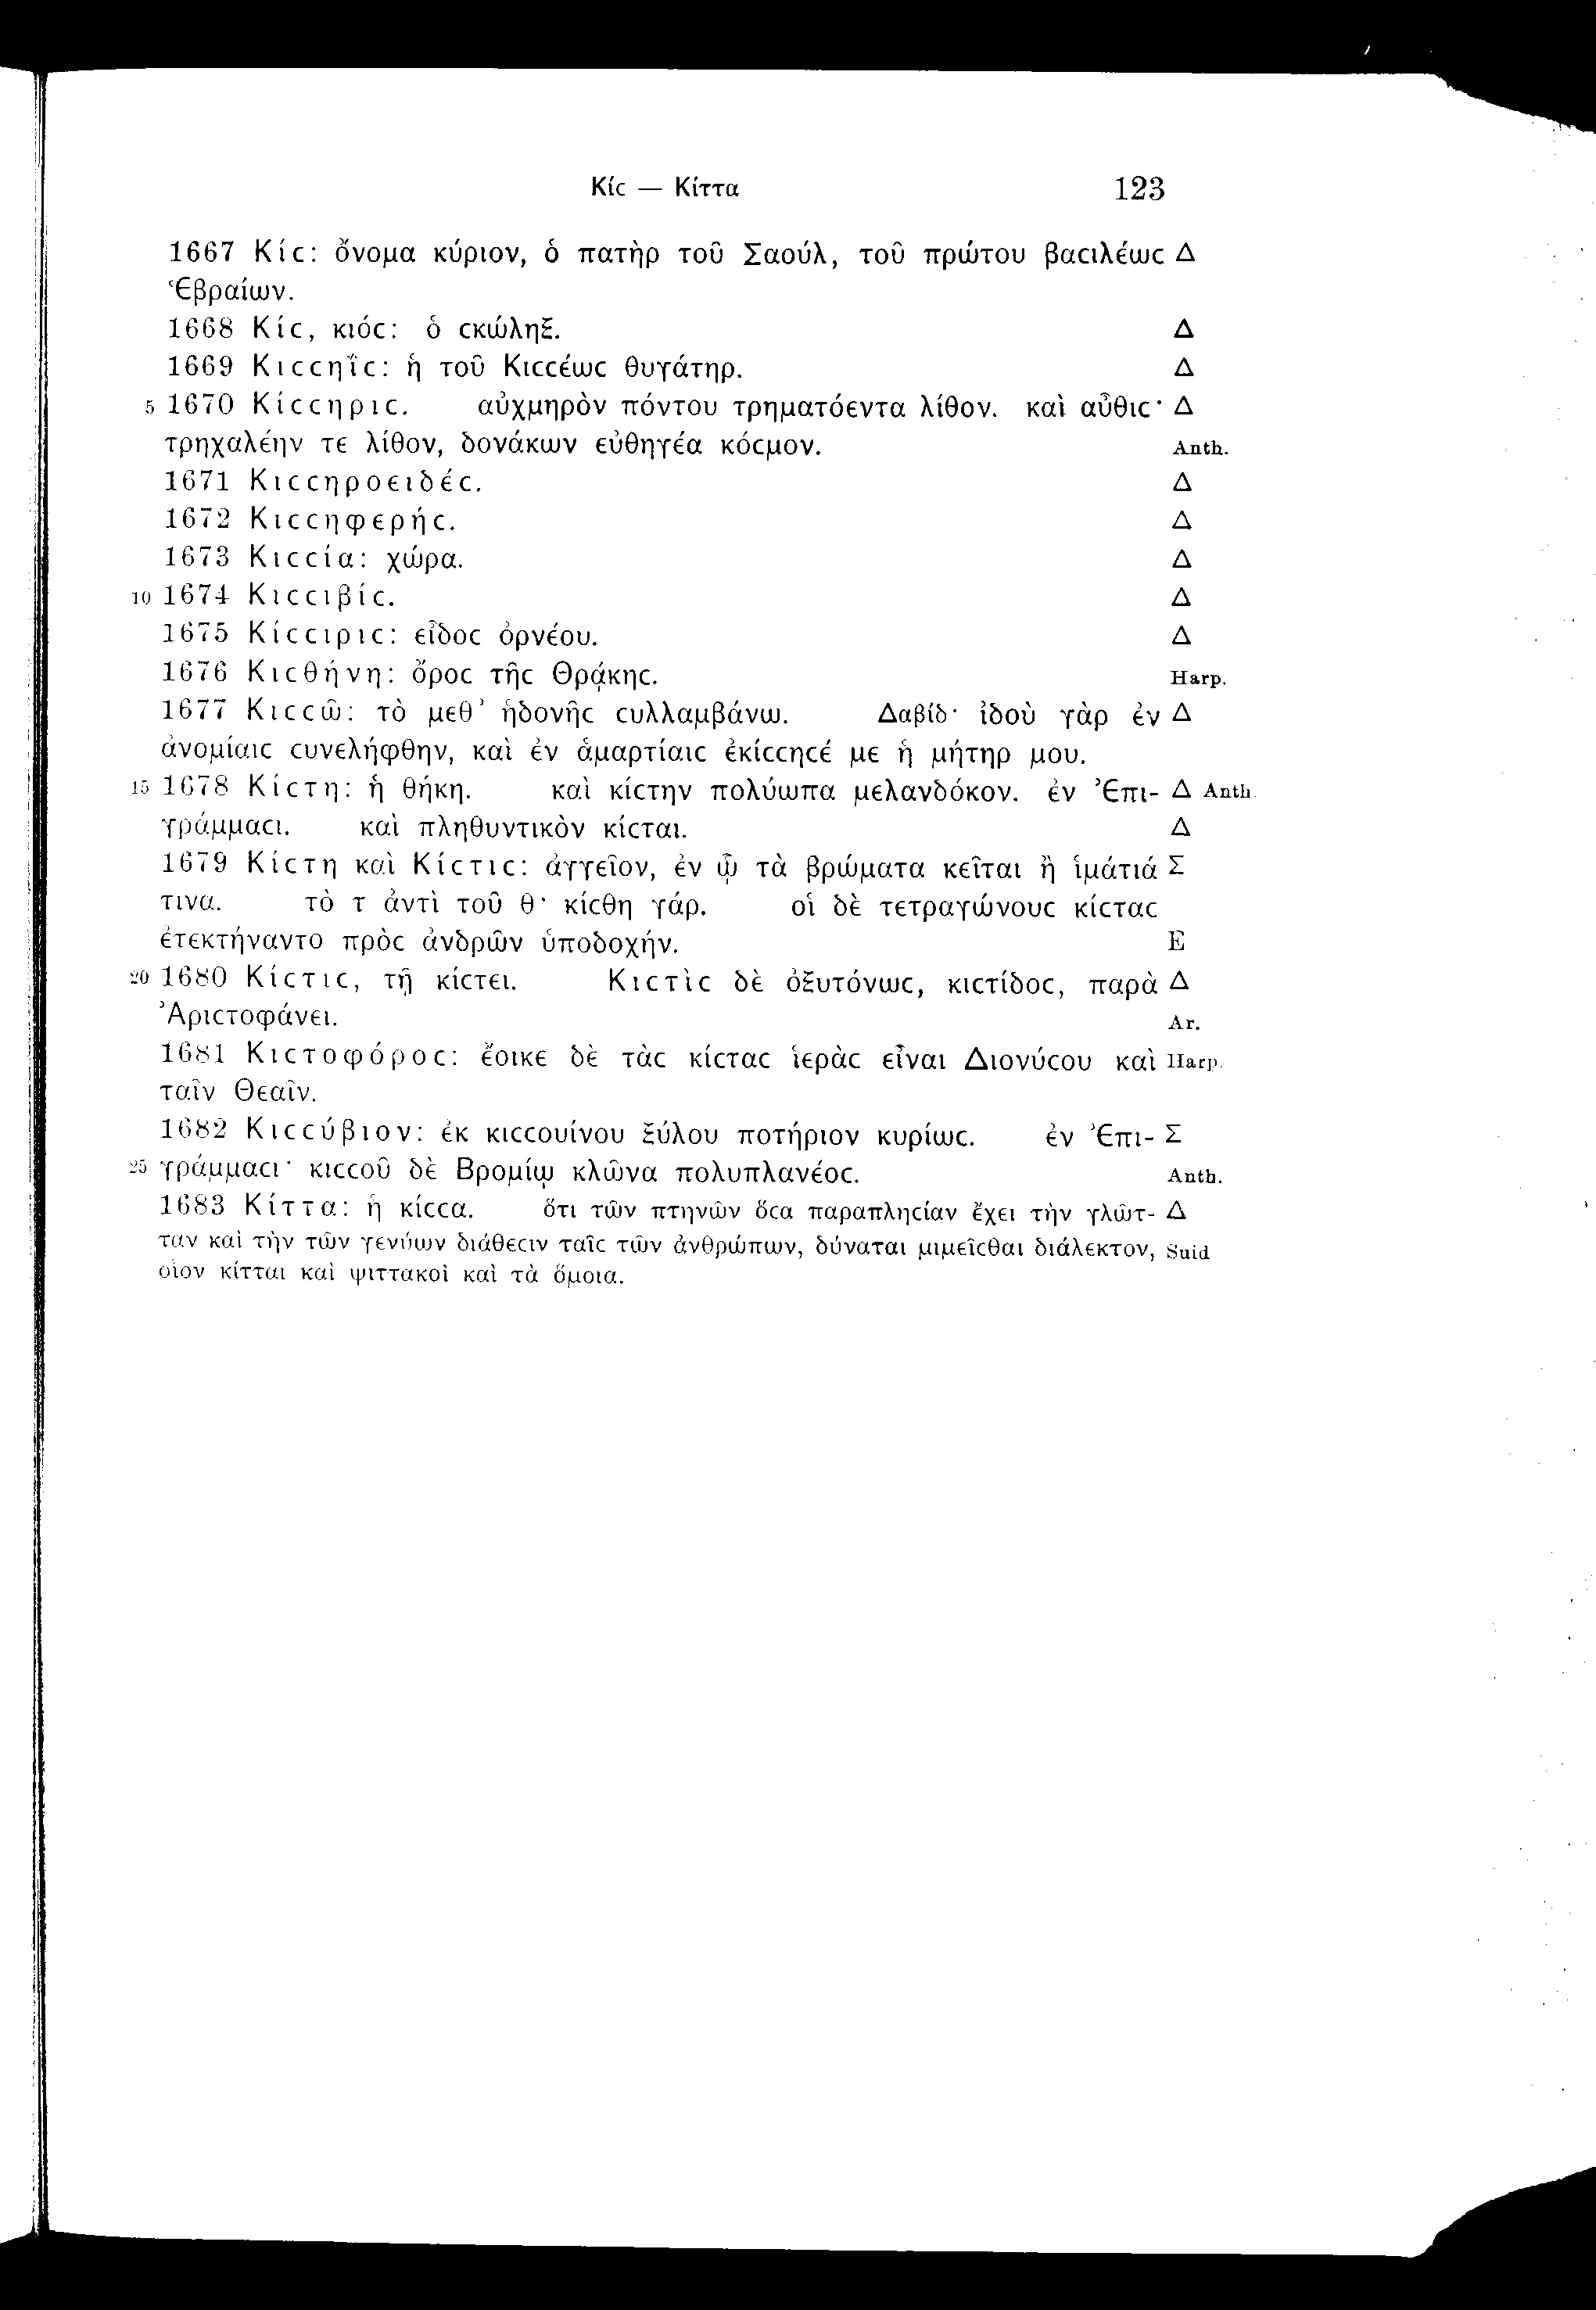 Κίϲ — Κίττα 123
1667 Κίϲ: ὄνομα κύριον, ὁ πατὴρ τοῦ Σαούλ, τοῦ πρώτου βαϲιλέωϲ Δ
Ἑβραίων.
1668 Κίϲ, κιόϲ: ὁ ϲκώληξ. Δ
1669 Κιϲϲηΐϲ: ἡ τοῦ Κιϲϲέωϲ θυγάτηρ. Δ
5 1670 Κίϲϲηριϲ. αὐχμηρὸν πόντου τρηματόεντα λίθον. καὶ αὖθιϲ· Δ
τρηχαλέην τε λίθον, δονάκων εὐθηγέα κόϲμον. Anth.
1671 Κιϲϲηροειδέϲ. Δ
1672 Κιϲϲηφερήϲ. Δ
1673 Κιϲϲία: χώρα. Δ
10 1674 Κιϲϲιβίϲ. Δ
1675 Κίϲϲιριϲ: εἶδοϲ ὀρνέου. Δ
1676 Κιϲθήνη: ὄροϲ τῆϲ Θρᾴκηϲ. Harp.
1677 Κιϲϲῶ: τὸ μεθ' ἡδονῆϲ ϲυλλαμβάνω. Δαβίδ· ἰδοὺ γὰρ ἐν Δ
ἀνομίαιϲ ϲυνελήφθην, καὶ ἐν ἁμαρτίαιϲ ἐκίϲϲηϲέ με ἡ μήτηρ μου.
15 1678 Κίϲτη: ἡ θήκη. καὶ κίϲτην πολύωπα μελανδόκον. ἐν Ἐπι- Δ Anth.
γράμμαϲι. καὶ πληθυντικὸν κίϲται. Δ
1679 Κίϲτη καὶ Κίϲτιϲ: ἀγγεῖον, ἐν ᾧ τὰ βρώματα κεῖται ἢ ἱμάτιά Σ
τινα. τὸ τ ἀντὶ τοῦ θ· κίϲθη γάρ. οἱ δὲ τετραγώνουϲ κίϲταϲ
ἐτεκτήναντο πρὸϲ ἀνδρῶν ὑποδοχήν. E
20 1680 Κίϲτιϲ, τῇ κίϲτει. Κιϲτὶϲ δὲ ὀξυτόνωϲ, κιϲτίδοϲ, παρὰ Δ
Ἀριϲτοφάνει. Ar.
1681 Κιϲτοφόροϲ: ἔοικε δὲ τὰϲ κίϲταϲ ἱερὰϲ εἶναι Διονύϲου καὶ Harp.
ταῖν Θεαῖν.
1682 Κιϲϲύβιον: ἐκ κιϲϲουίνου ξύλου ποτήριον κυρίωϲ. ἐν Ἐπι- Σ
25 γράμμαϲι· κιϲϲοῦ δὲ Βρομίῳ κλῶνα πολυπλανέοϲ. Anth.
1683 Κίττα: ἡ κίϲϲα. ὅτι τῶν πτηνῶν ὅϲα παραπληϲίαν ἔχει τὴν γλῶτ- Δ
ταν καὶ τὴν τῶν γενύων διάθεϲιν ταῖϲ τῶν ἀνθρώπων, δύναται μιμεῖϲθαι διάλεκτον, Suid
οἷον κίτται καὶ ψιττακοὶ καὶ τὰ ὅμοια.